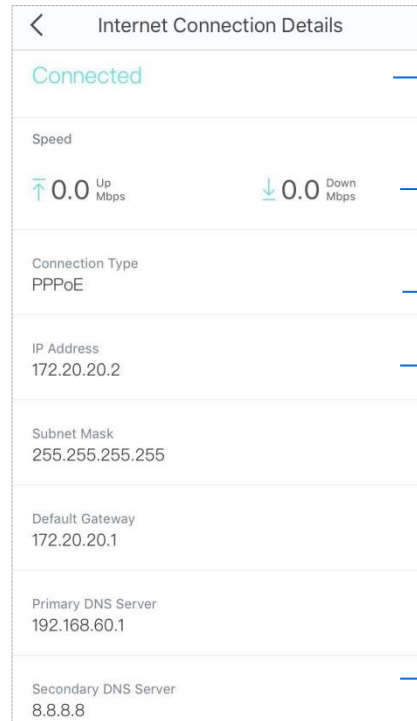 Internet Connection Details
Connected
Speed
0.0 Up Mbps 0.0 Down Mbps
Connection Type
PPPoE
IP Address
172.20.20.2
Subnet Mask
255.255.255.255
Default Gateway
172.20.20.1
Primary DNS Server
192.168.60.1
Secondary DNS Server
8.8.8.8